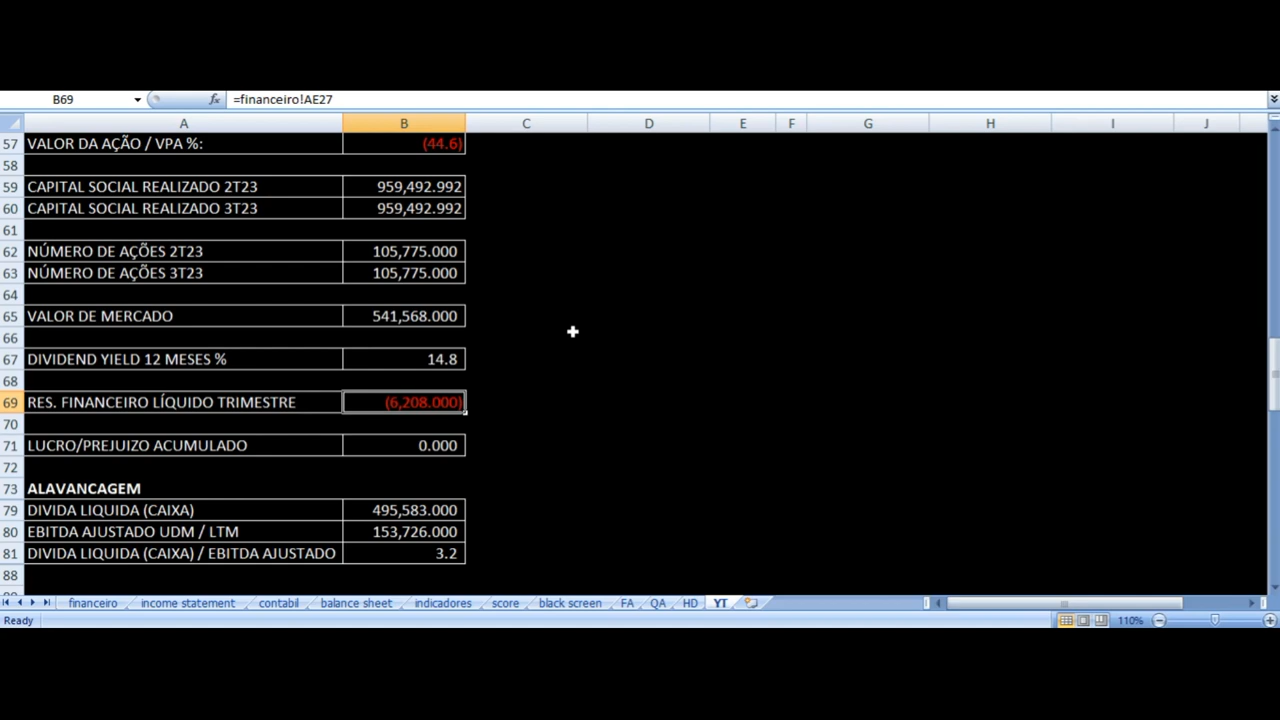 B69 fx =financeiro!AE27
A B C D E F G H I J
57 VALOR DA AÇÃO / VPA %: (44.6)
58
59 CAPITAL SOCIAL REALIZADO 2T23 959,492.992
60 CAPITAL SOCIAL REALIZADO 3T23 959,492.992
61
62 NÚMERO DE AÇÕES 2T23 105,775.000
63 NÚMERO DE AÇÕES 3T23 105,775.000
64
65 VALOR DE MERCADO 541,568.000
66
67 DIVIDEND YIELD 12 MESES % 14.8
68
69 RES. FINANCEIRO LÍQUIDO TRIMESTRE (6,208.000)
70
71 LUCRO/PREJUIZO ACUMULADO 0.000
72
73 ALAVANCAGEM
79 DIVIDA LIQUIDA (CAIXA) 495,583.000
80 EBITDA AJUSTADO UDM / LTM 153,726.000
81 DIVIDA LIQUIDA (CAIXA) / EBITDA AJUSTADO 3.2
88
financeiro income statement contabil balance sheet indicadores score black screen FA QA HD YT
Ready 110%